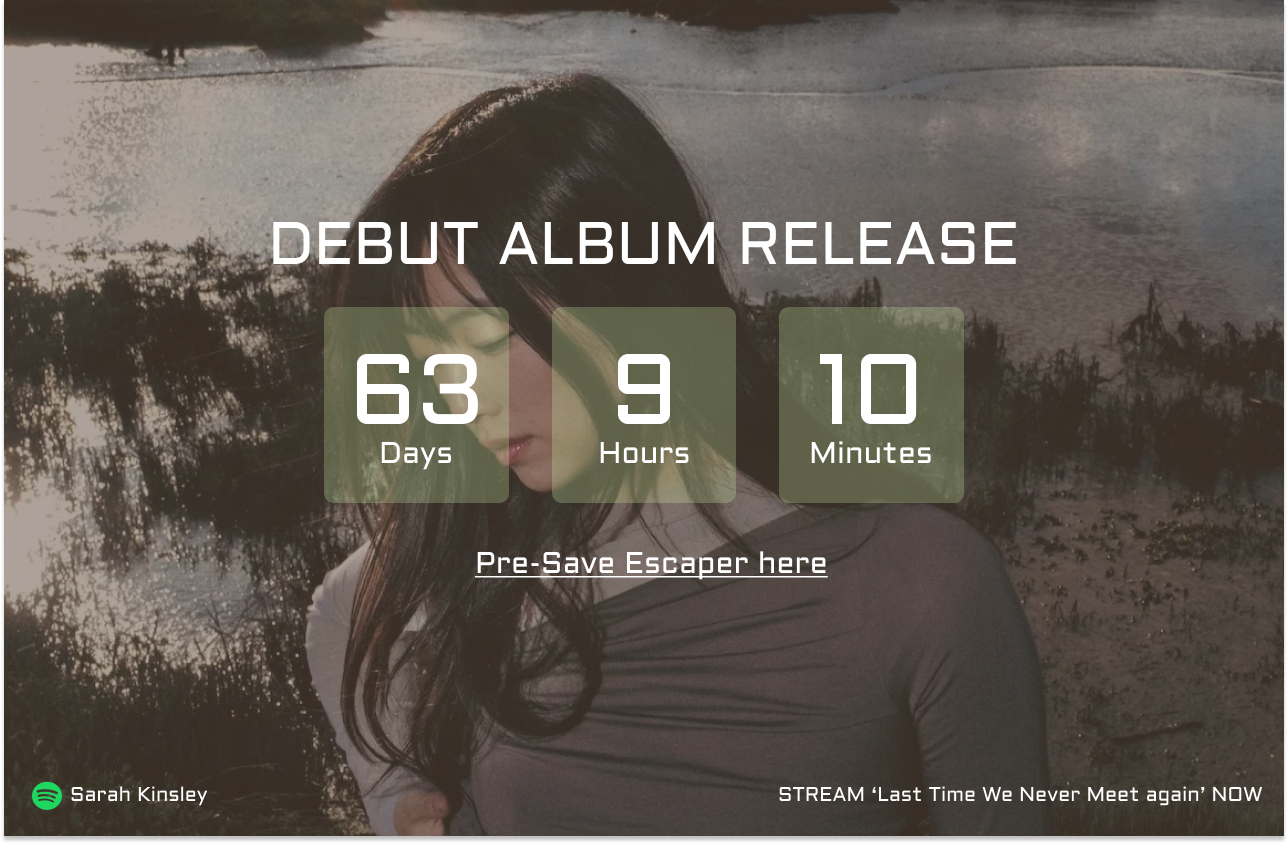 DEBUT ALBUM RELEASE
63 9 10
Days Hours Minutes
Pre-Save Escaper here
Sarah Kinsley STREAM ‘Last Time We Never Meet again’ NOW